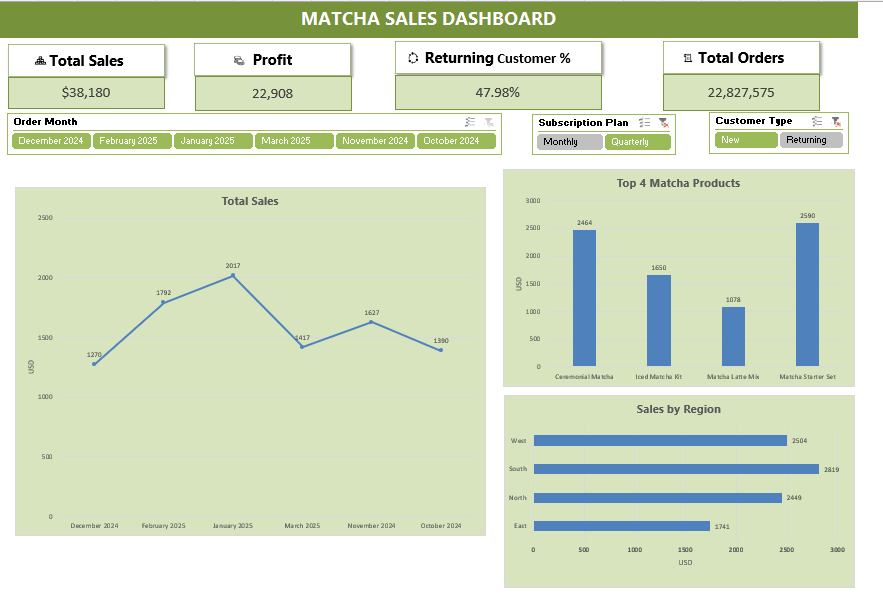 MATCHA SALES DASHBOARD
Total Sales
$38,180
Profit
22,908
Returning Customer %
47.98%
Total Orders
22,827,575
Order Month
December 2024
February 2025
January 2025
March 2025
November 2024
October 2024
Subscription Plan
Monthly
Quarterly
Customer Type
New
Returning
Total Sales
2500
2000
1500
1000
500
0
USD
1270
1792
2017
1417
1627
1390
December 2024
February 2025
January 2025
March 2025
November 2024
October 2024
Top 4 Matcha Products
3000
2500
2000
1500
1000
500
0
USD
2464
1650
1078
2590
Ceremonial Matcha
Iced Matcha Kit
Matcha Latte Mix
Matcha Starter Set
Sales by Region
West
2504
South
2819
North
2449
East
1741
0
500
1000
1500
2000
2500
3000
USD